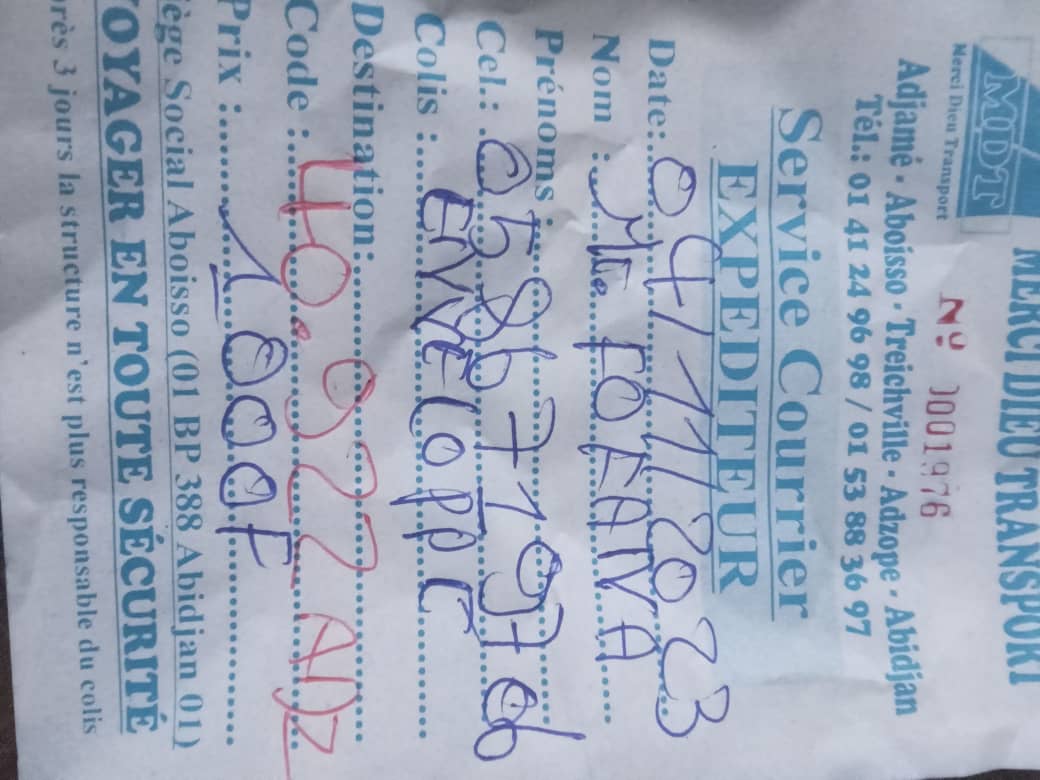 MERCI DIEU TRANSPORT
MDT
Merci Dieu Transport
Nº 0001976
Adjamé - Aboisso - Treichville - Adzope - Abidjan
Tél.: 01 41 24 96 98 / 01 53 88 36 97
Service Courrier
EXPEDITEUR
Date: 04/11/2023
Nom : Mr.
Prénoms :
Cel.: 0586719706
Colis : ENVELOPPE
Destination:
Code : 40.922 ADZ
Prix : 1000F
iège Social Aboisso (01 BP 388 Abidjan 01)
OYAGER EN TOUTE SÉCURITÉ
près 3 jours la structure n'est plus responsable du colis